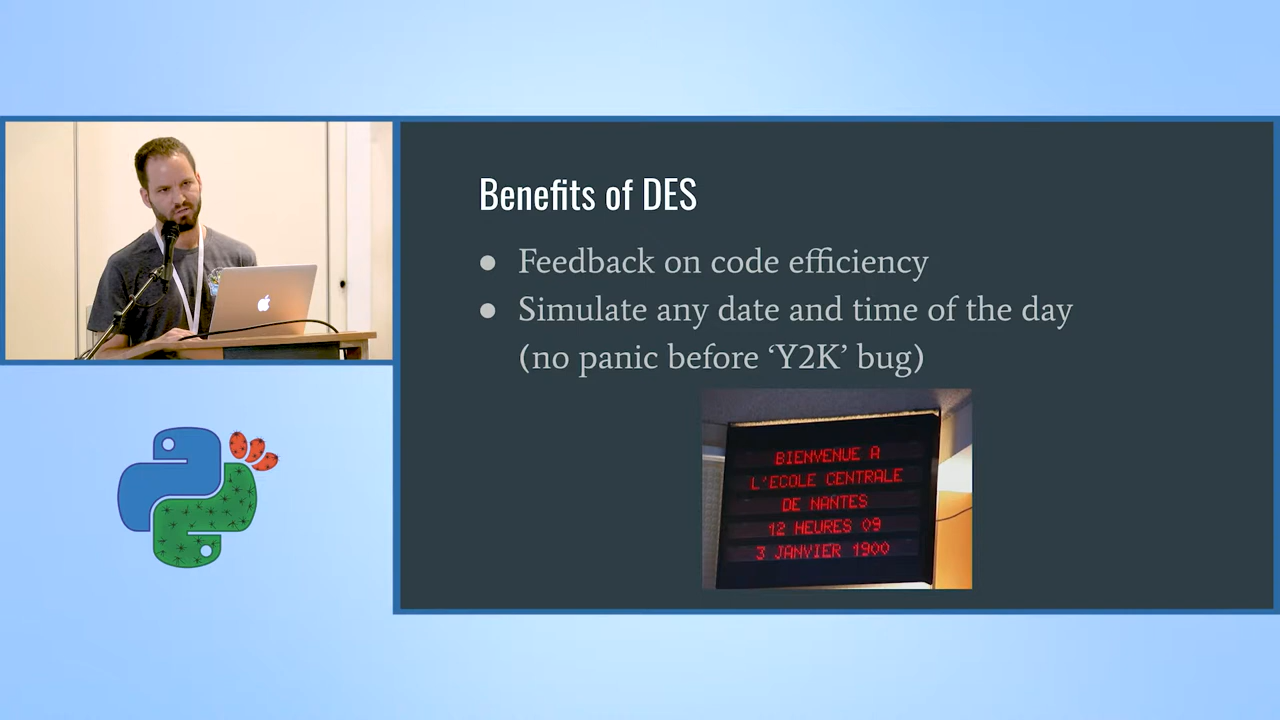 Benefits of DES
● Feedback on code efficiency
● Simulate any date and time of the day
(no panic before ‘Y2K’ bug)
BIENVENUE A
L'ECOLE CENTRALE
DE NANTES
12 HEURES 09
3 JANVIER 1900